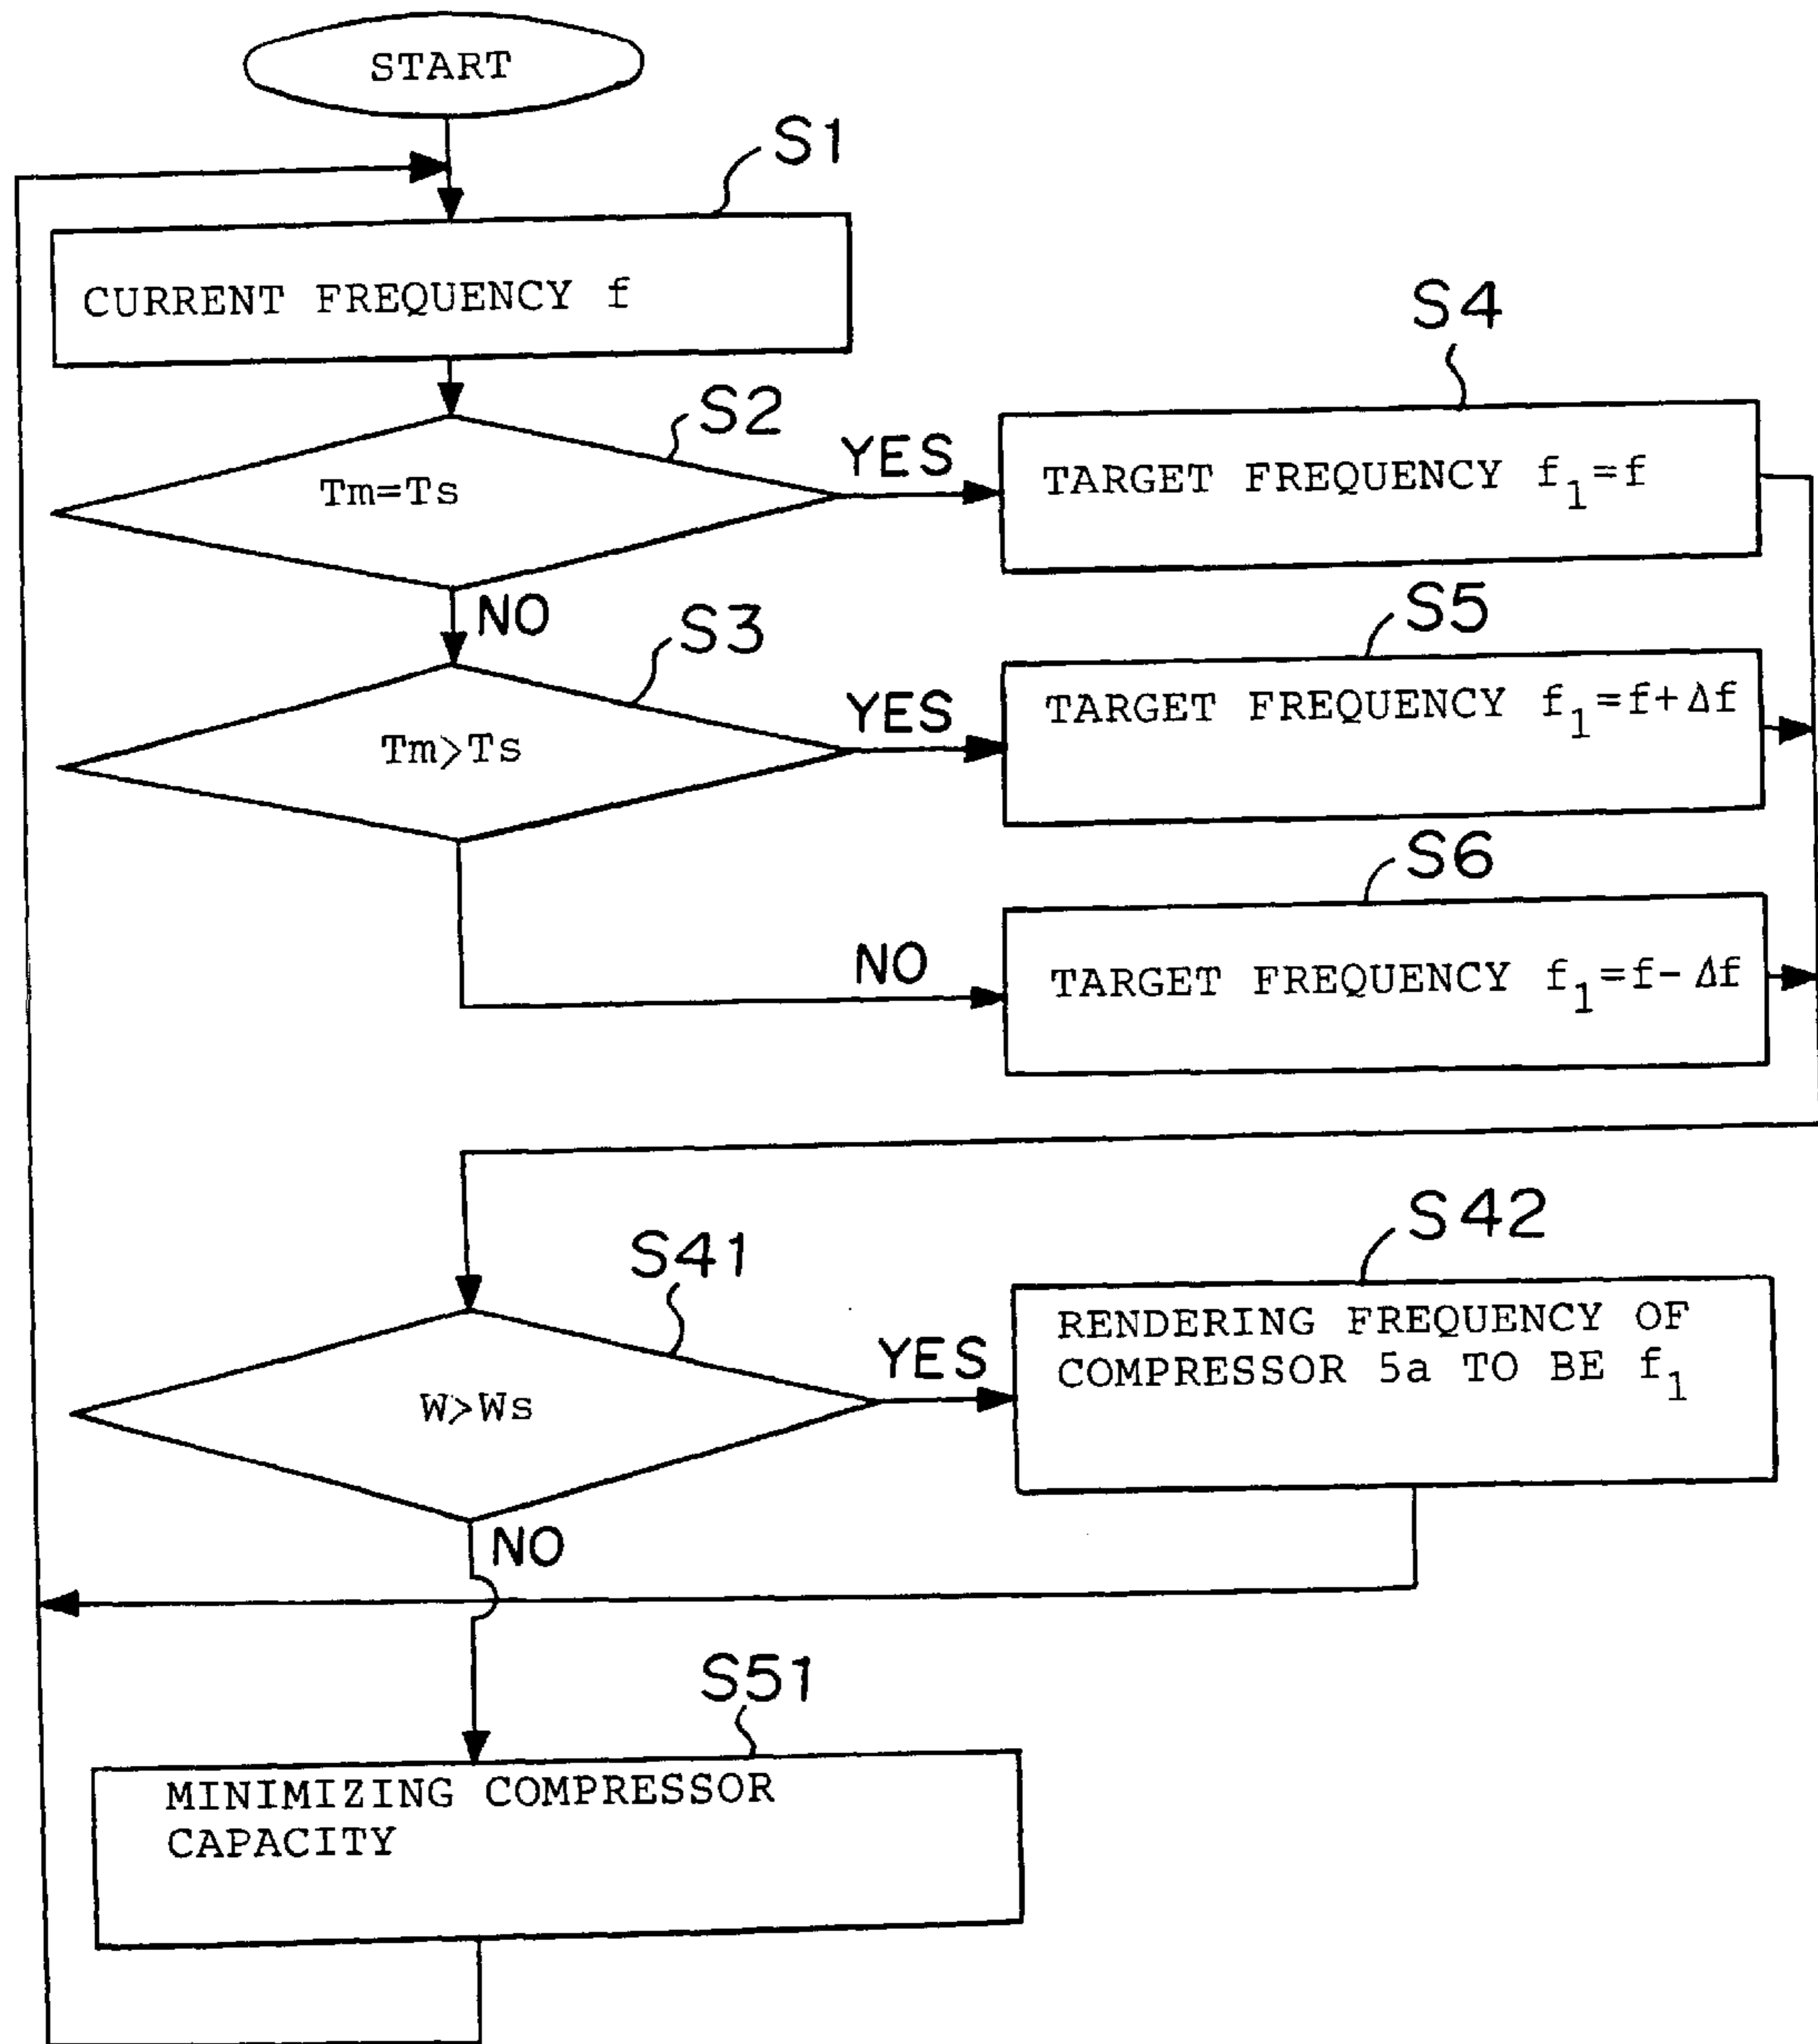 START
S1
CURRENT FREQUENCY f
S2
Tm=Ts
YES
S4
TARGET FREQUENCY f₁=f
NO
S3
Tm>Ts
YES
S5
TARGET FREQUENCY f₁=f+Δf
NO
S6
TARGET FREQUENCY f₁=f-Δf
S41
W>Ws
YES
S42
RENDERING FREQUENCY OF
COMPRESSOR 5a TO BE f₁
NO
S51
MINIMIZING COMPRESSOR
CAPACITY